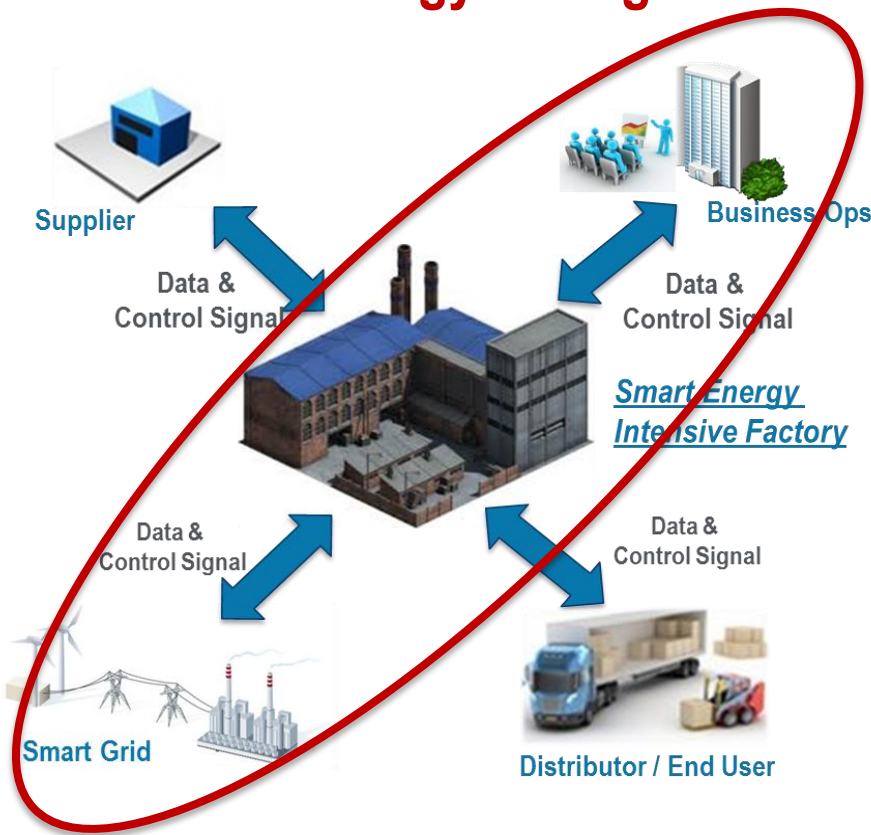 Supplier
Business Ops
Data &
Control Signal
Data &
Control Signal
Smart Energy
Intensive Factory
Data &
Control Signal
Data &
Control Signal
Smart Grid
Distributor / End User